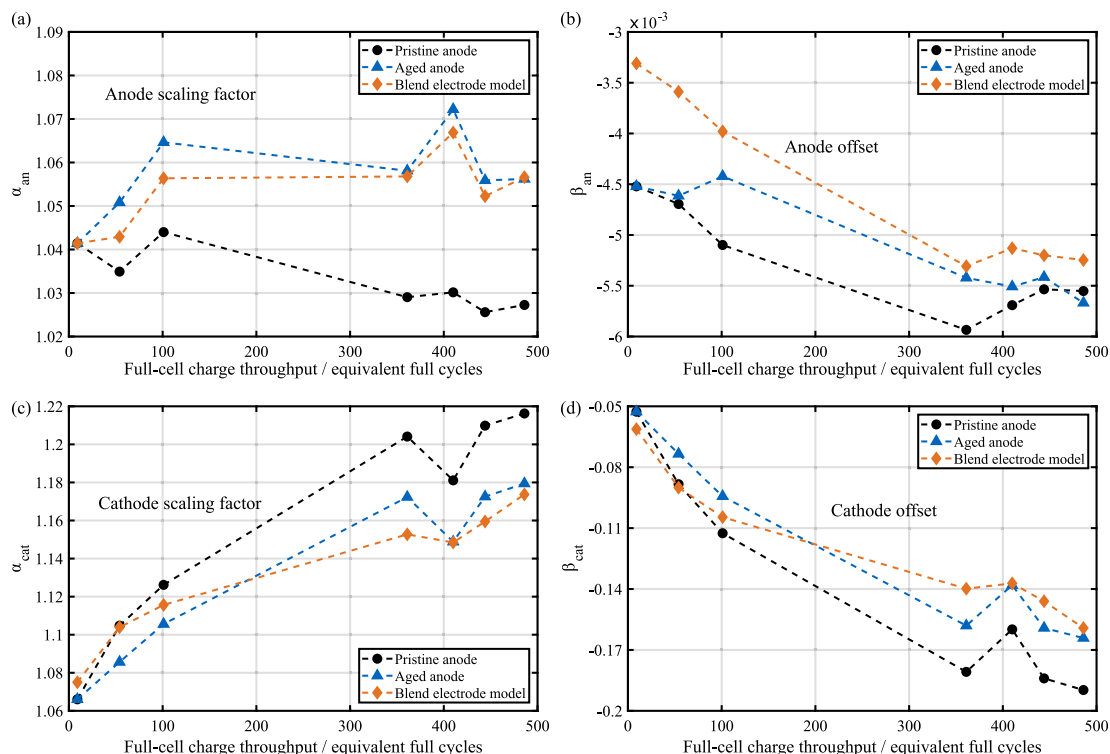 (a)
1.09
1.08
1.07
1.06
1.05
1.04
1.03
1.02
α_an
Anode scaling factor
Pristine anode
Aged anode
Blend electrode model
0 100 200 300 400 500
Full-cell charge throughput / equivalent full cycles
(b)
×10⁻³
-3
-3.5
-4
-4.5
-5
-5.5
-6
β_an
Anode offset
Pristine anode
Aged anode
Blend electrode model
0 100 200 300 400 500
Full-cell charge throughput / equivalent full cycles
(c)
1.22
1.2
1.18
1.16
1.14
1.12
1.1
1.08
1.06
α_cat
Cathode scaling factor
Pristine anode
Aged anode
Blend electrode model
0 100 200 300 400 500
Full-cell charge throughput / equivalent full cycles
(d)
-0.05
-0.08
-0.11
-0.14
-0.17
-0.2
β_cat
Cathode offset
Pristine anode
Aged anode
Blend electrode model
0 100 200 300 400 500
Full-cell charge throughput / equivalent full cycles